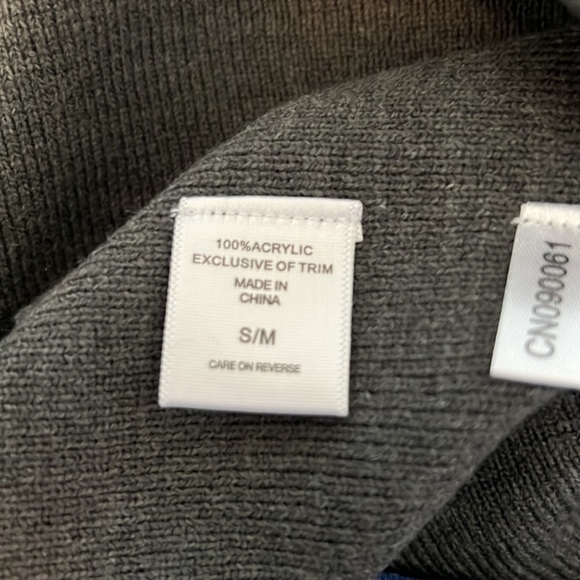 100%ACRYLIC
EXCLUSIVE OF TRIM
MADE IN
CHINA
S/M
CARE ON REVERSE
CN090061